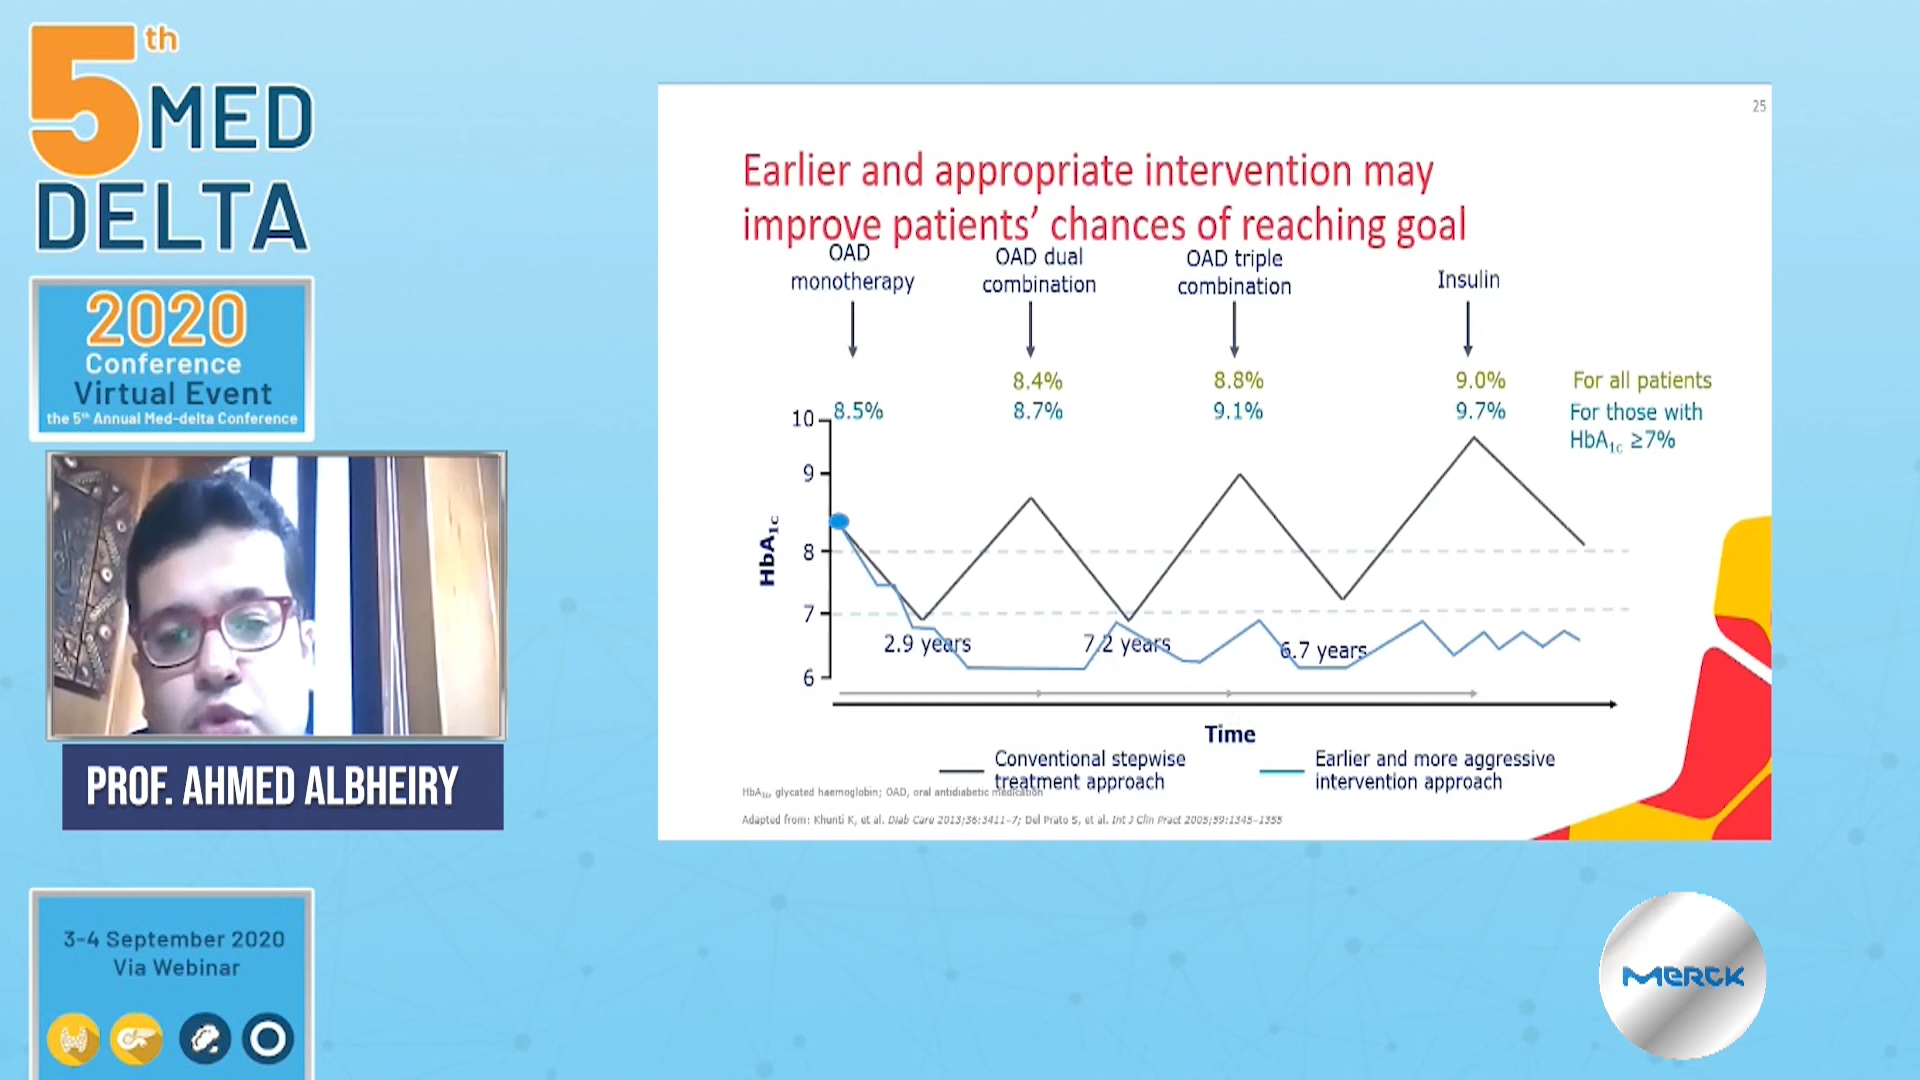 5th
MED
DELTA
2020
Conference
Virtual Event
the 5th Annual Med-delta Conference
PROF. AHMED ALBHEIRY
3-4 September 2020
Via Webinar
25
Earlier and appropriate intervention may
improve patients’ chances of reaching goal
OAD
monotherapy
OAD dual
combination
OAD triple
combination
Insulin
8.4%
8.8%
9.0%
For all patients
8.5%
8.7%
9.1%
9.7%
For those with
HbA1c ≥7%
10
9
8
7
6
HbA1c
2.9 years
7.2 years
6.7 years
Time
Conventional stepwise
treatment approach
Earlier and more aggressive
intervention approach
HbA1c, glycated haemoglobin; OAD, oral antidiabetic medication
Adapted from: Khunti K, et al. Diab Care 2013;36:3411-7; Del Prato S, et al. Int J Clin Pract 2005;59:1345-1355
MERCK